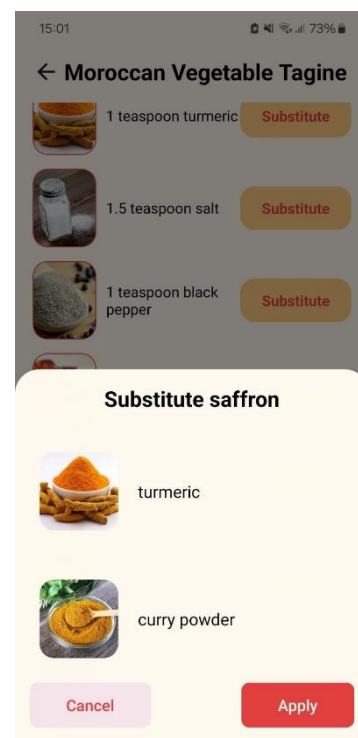 15:01
73%
← Moroccan Vegetable Tagine
1 teaspoon turmeric
Substitute
1.5 teaspoon salt
Substitute
1 teaspoon black
pepper
Substitute
Substitute saffron
turmeric
curry powder
Cancel
Apply